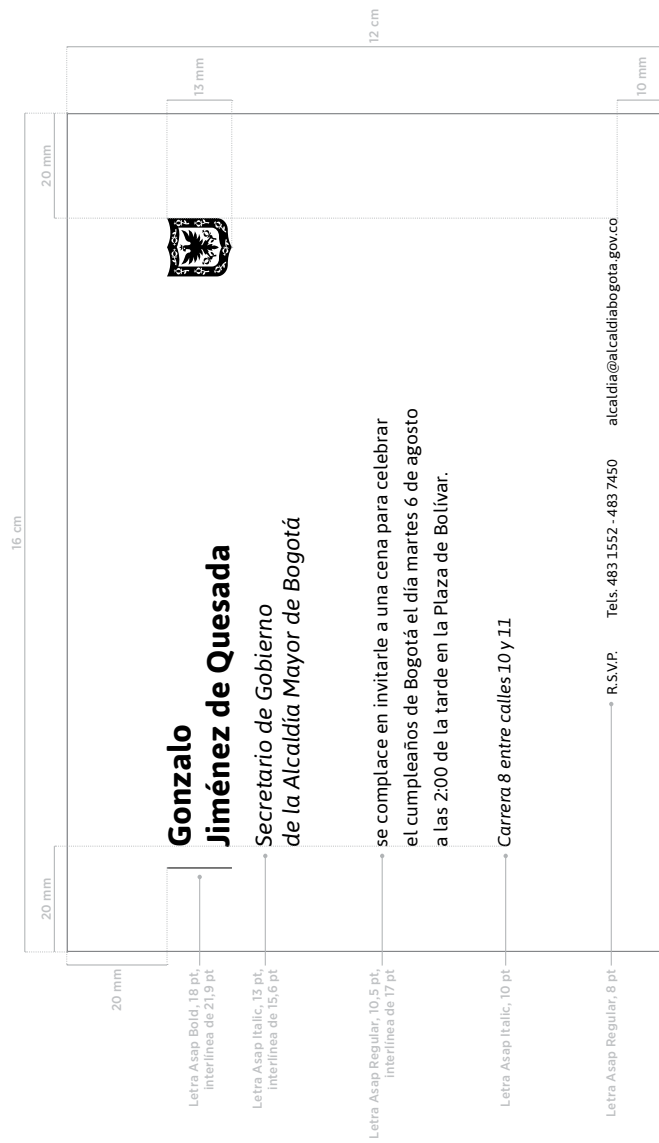 16 cm
12 cm
20 mm
20 mm
13 mm
10 mm
20 mm
Letra Asap Bold, 18 pt,
interlínea de 21,9 pt
Gonzalo
Jiménez de Quesada
Letra Asap Italic, 13 pt,
interlínea de 15,6 pt
Secretario de Gobierno
de la Alcaldía Mayor de Bogotá
Letra Asap Regular, 10,5 pt,
interlínea de 17 pt
se complace en invitarle a una cena para celebrar
el cumpleaños de Bogotá el día martes 6 de agosto
a las 2:00 de la tarde en la Plaza de Bolívar.
Letra Asap Italic, 10 pt
Carrera 8 entre calles 10 y 11
Letra Asap Regular, 8 pt
R.S.V.P. Tels. 483 1552 - 483 7450 alcaldia@alcaldiabogota.gov.co